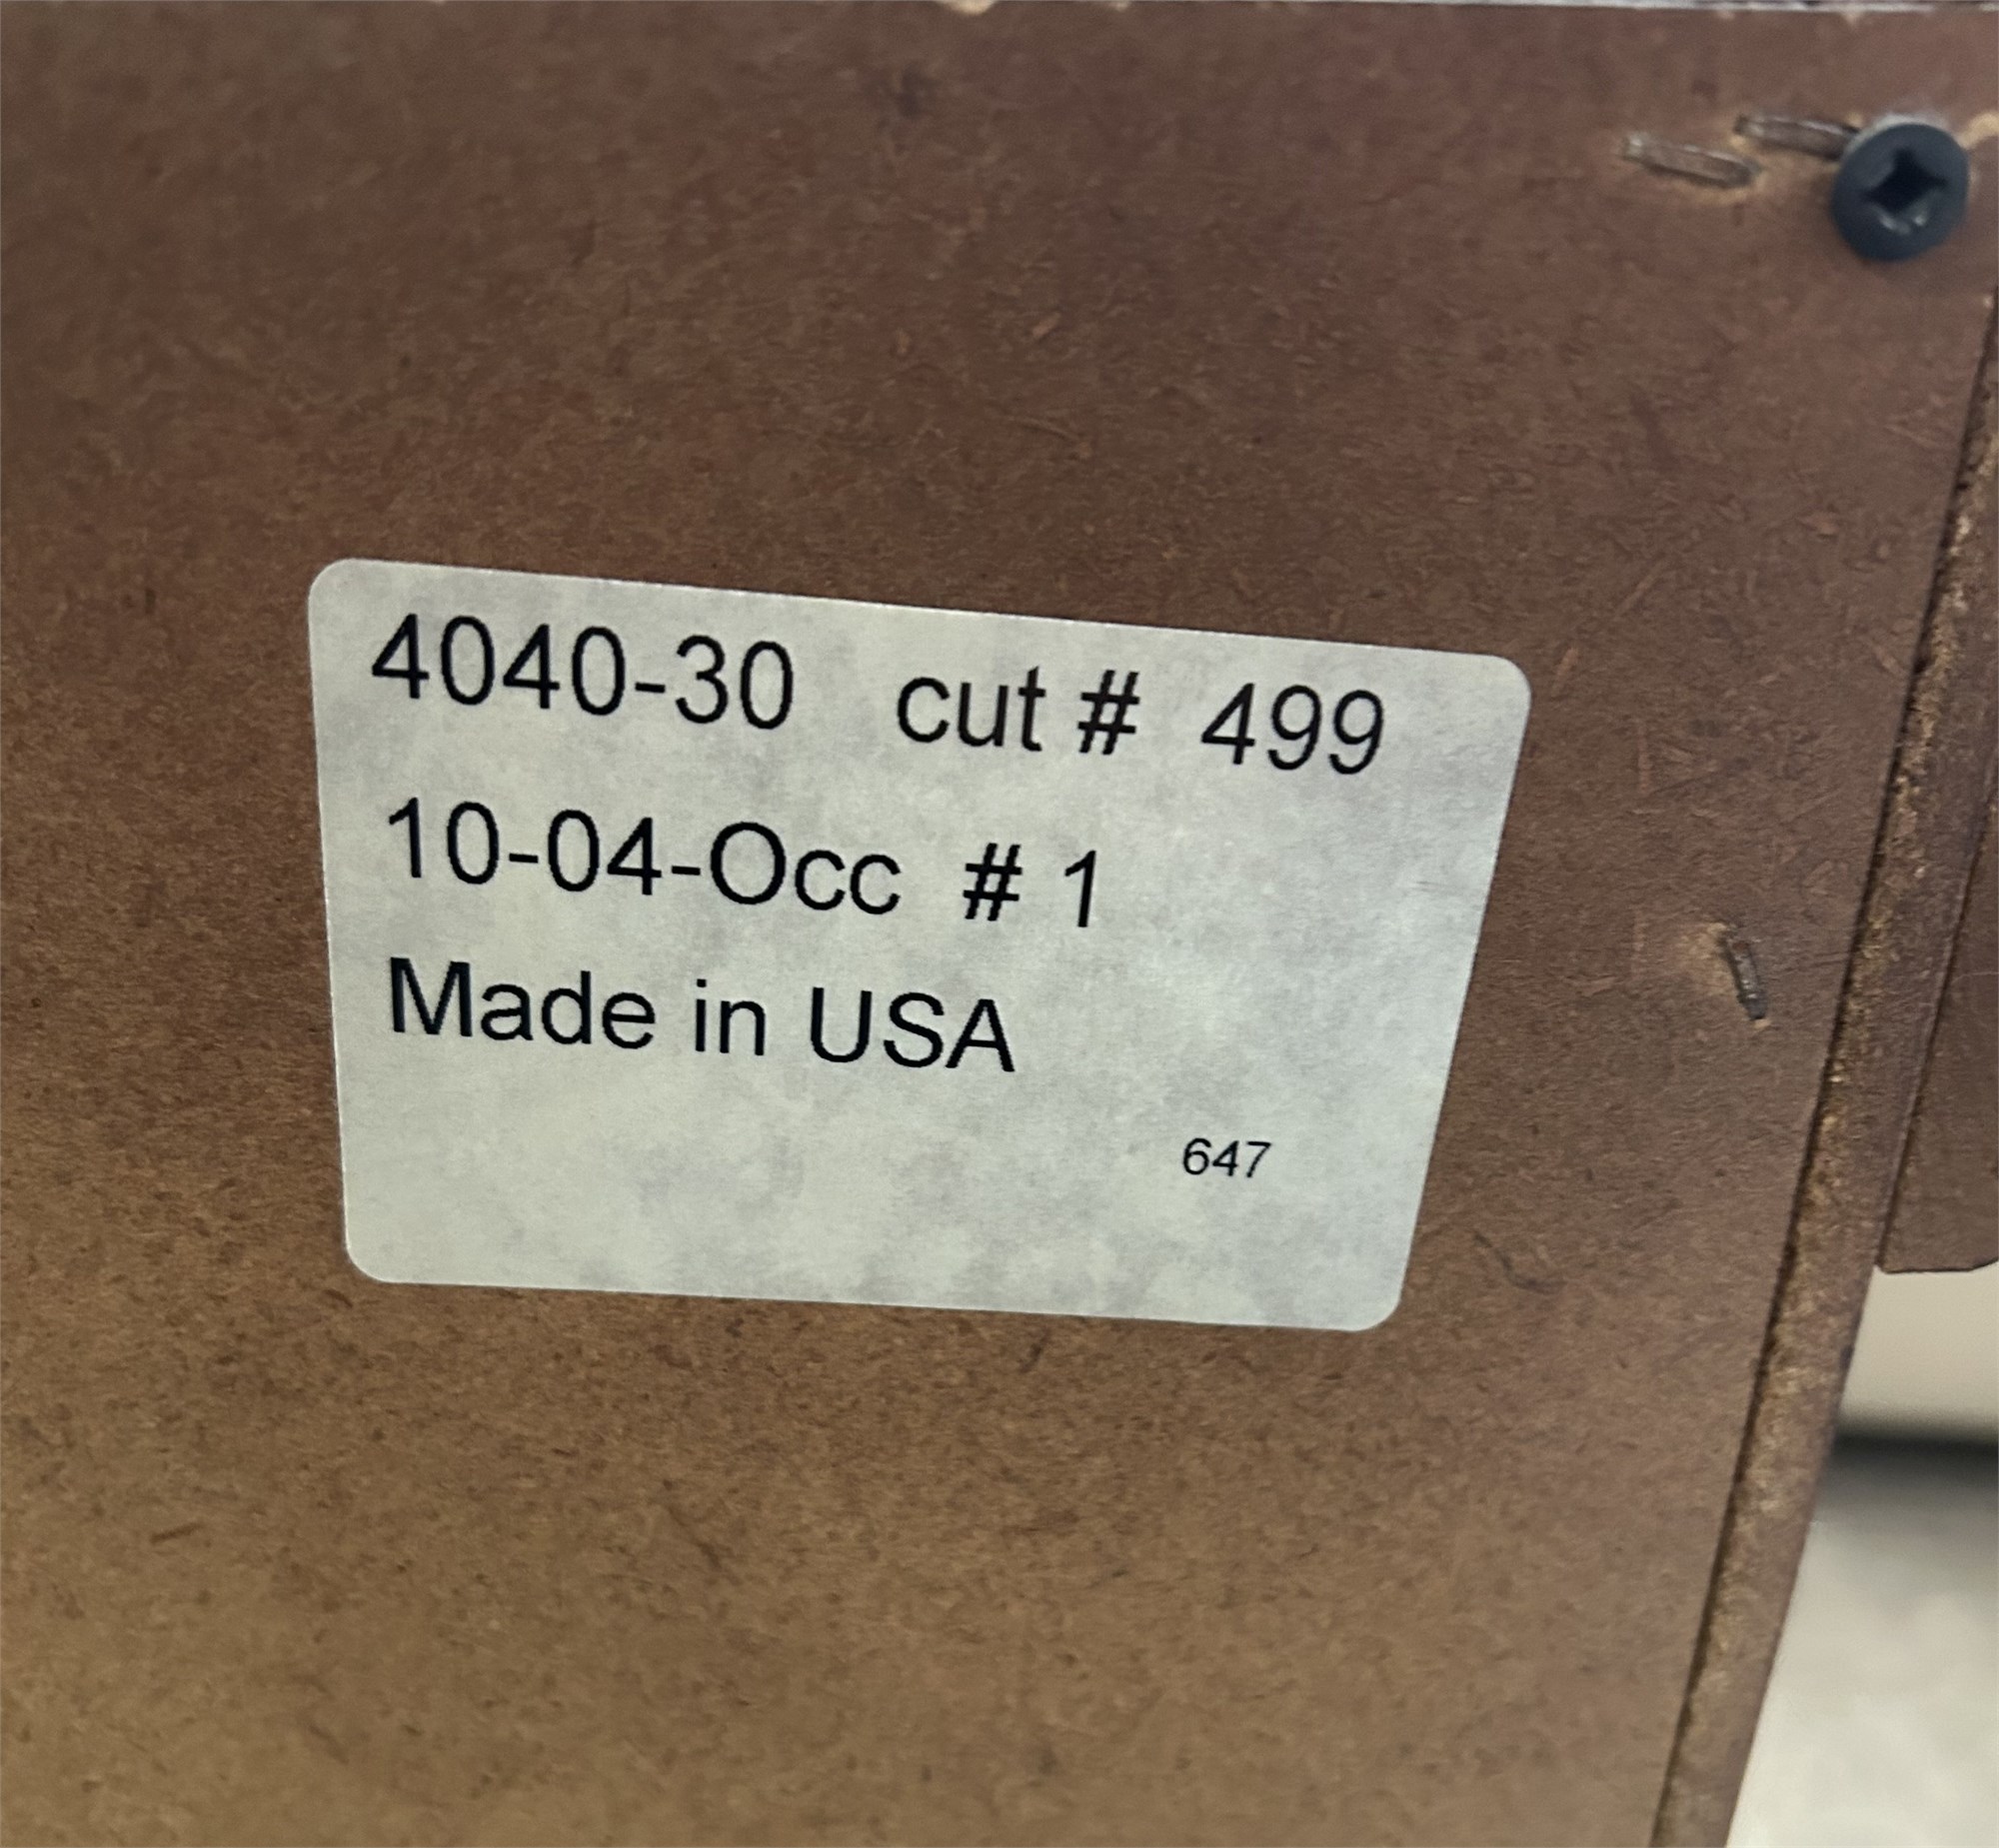 4040-30 cut # 499
10-04-Occ # 1
Made in USA
647